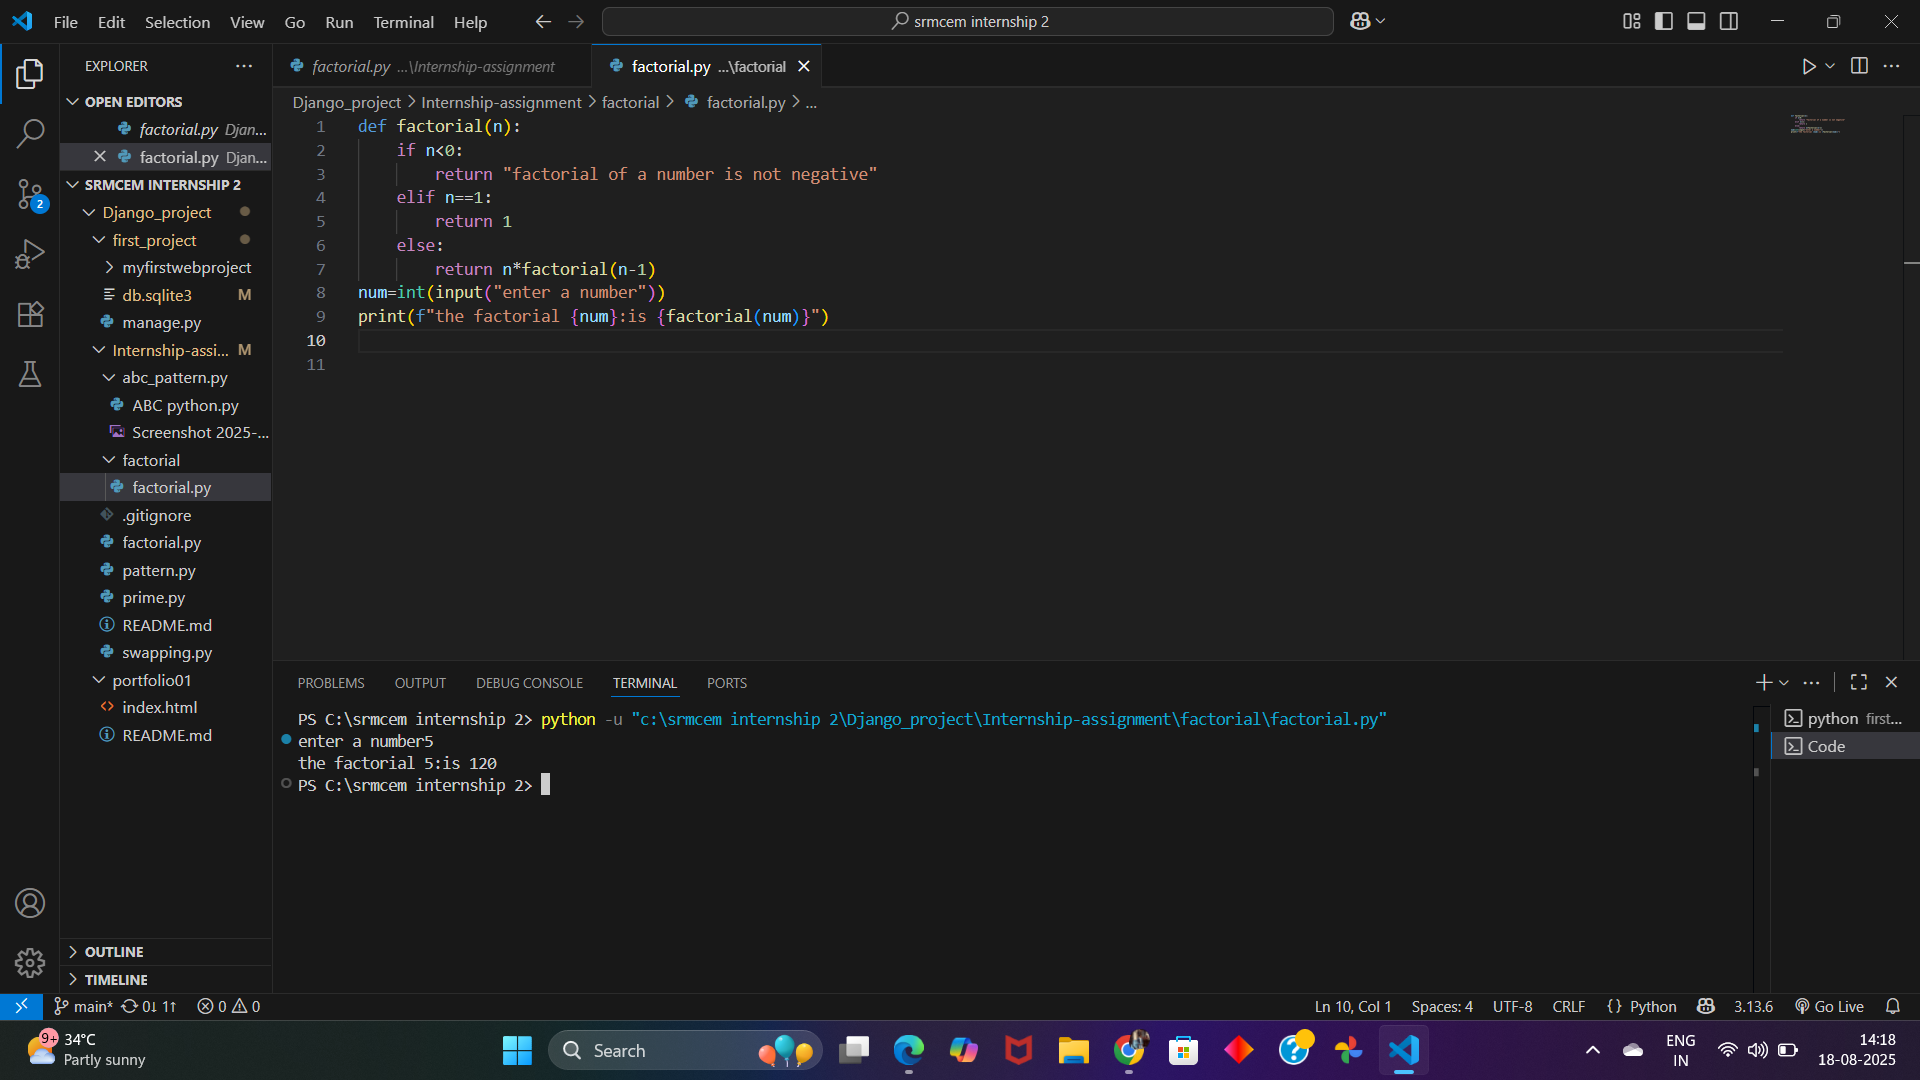 File Edit Selection View Go Run Terminal Help
srmcem internship 2
EXPLORER
OPEN EDITORS
factorial.py Djan...
factorial.py Djan...
SRMCEM INTERNSHIP 2
Django_project
first_project
myfirstwebproject
db.sqlite3 M
manage.py
Internship-assi... M
abc_pattern.py
ABC python.py
Screenshot 2025-...
factorial
factorial.py
.gitignore
factorial.py
pattern.py
prime.py
README.md
swapping.py
portfolio01
index.html
README.md
OUTLINE
TIMELINE
2
factorial.py ...\Internship-assignment
factorial.py ...\factorial
Django_project > Internship-assignment > factorial > factorial.py > ...
1 def factorial(n):
2 if n<0:
3 return "factorial of a number is not negative"
4 elif n==1:
5 return 1
6 else:
7 return n*factorial(n-1)
8 num=int(input("enter a number"))
9 print(f"the factorial {num}:is {factorial(num)}")
10
11
PROBLEMS OUTPUT DEBUG CONSOLE TERMINAL PORTS
PS C:\srmcem internship 2> python -u "c:\srmcem internship 2\Django_project\Internship-assignment\factorial\factorial.py"
enter a number5
the factorial 5:is 120
PS C:\srmcem internship 2>
python first...
Code
main* 0↓ 1↑ 0 0
Ln 10, Col 1 Spaces: 4 UTF-8 CRLF {} Python 3.13.6 Go Live
9+
34°C
Partly sunny
Search
ENG
IN
14:18
18-08-2025